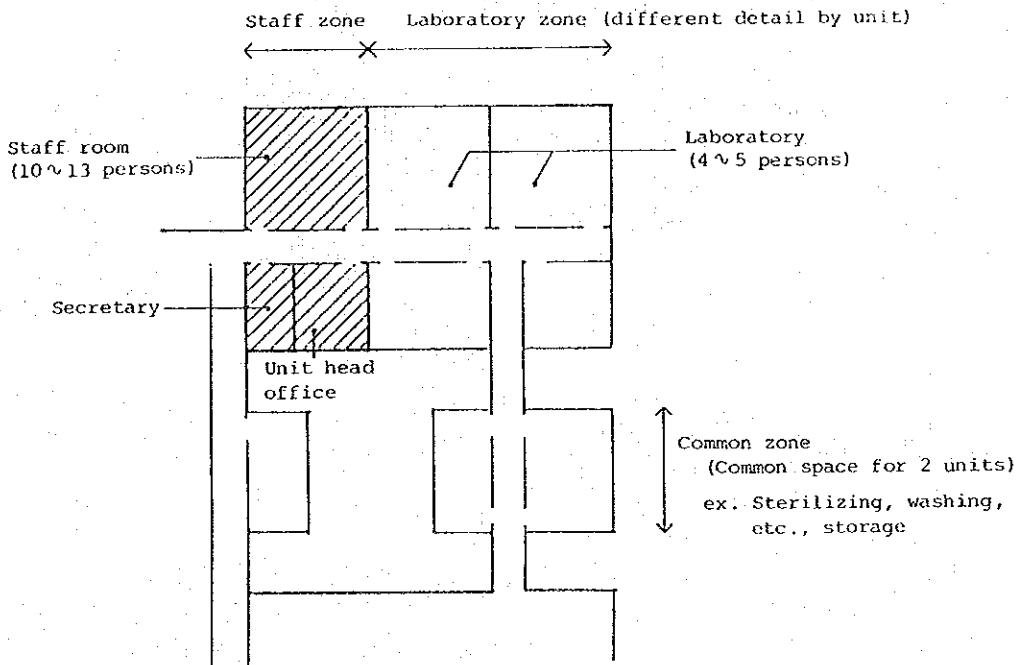 Staff zone
Laboratory zone (different detail by unit)
Staff room
(10~13 persons)
Laboratory
(4~5 persons)
Secretary
Unit head
office
Common zone
(Common space for 2 units)
ex. Sterilizing, washing,
etc., storage